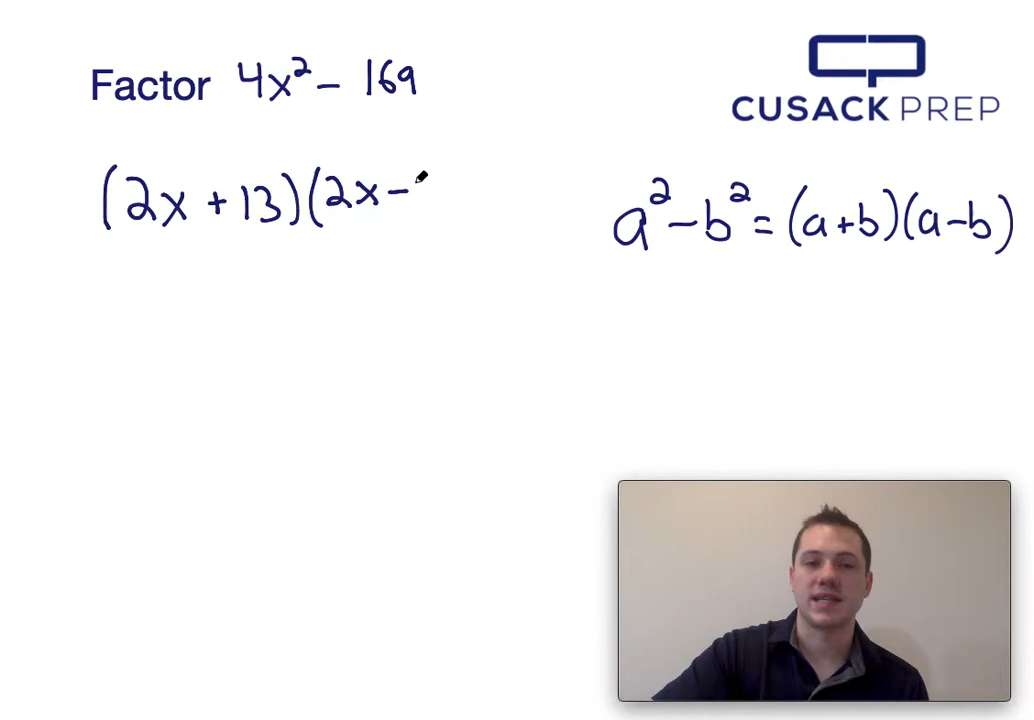 Factor 4x² - 169
CUSACK PREP
(2x + 13)(2x -
a² - b² = (a+b)(a-b)